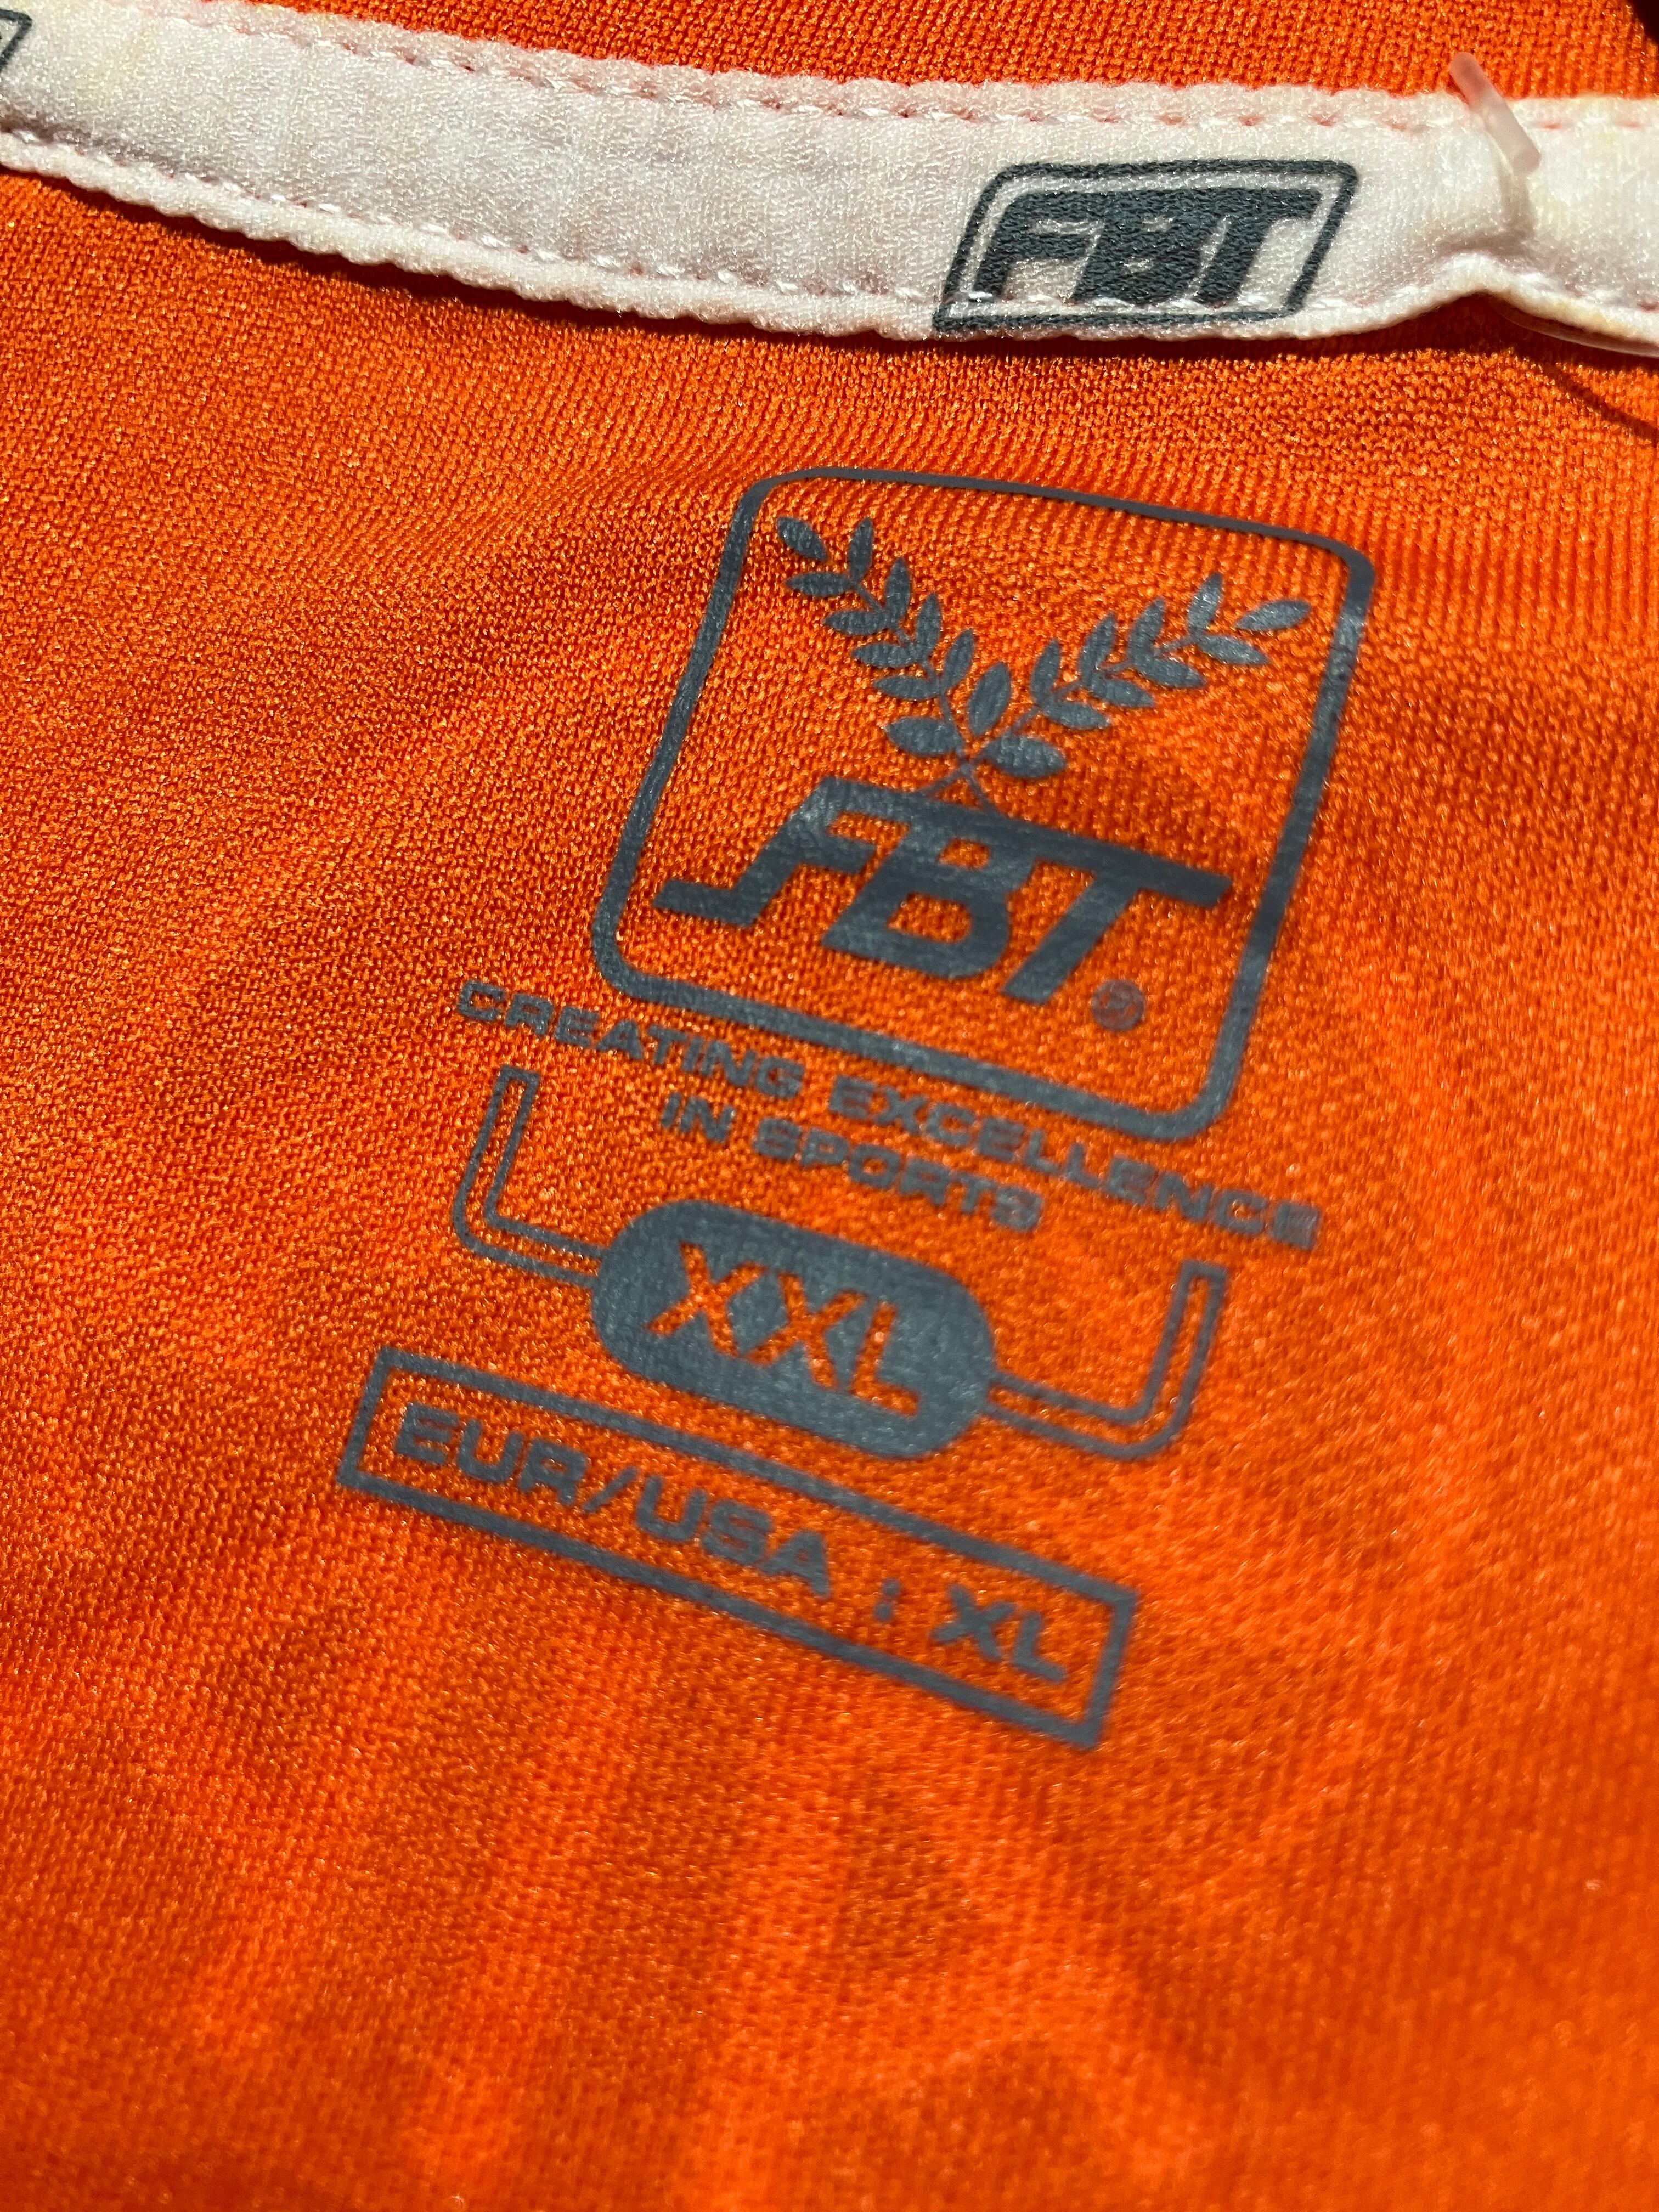 FBT
FBT®
CREATING EXCELLENCE
IN SPORTS
XXL
EUR/USA : XL